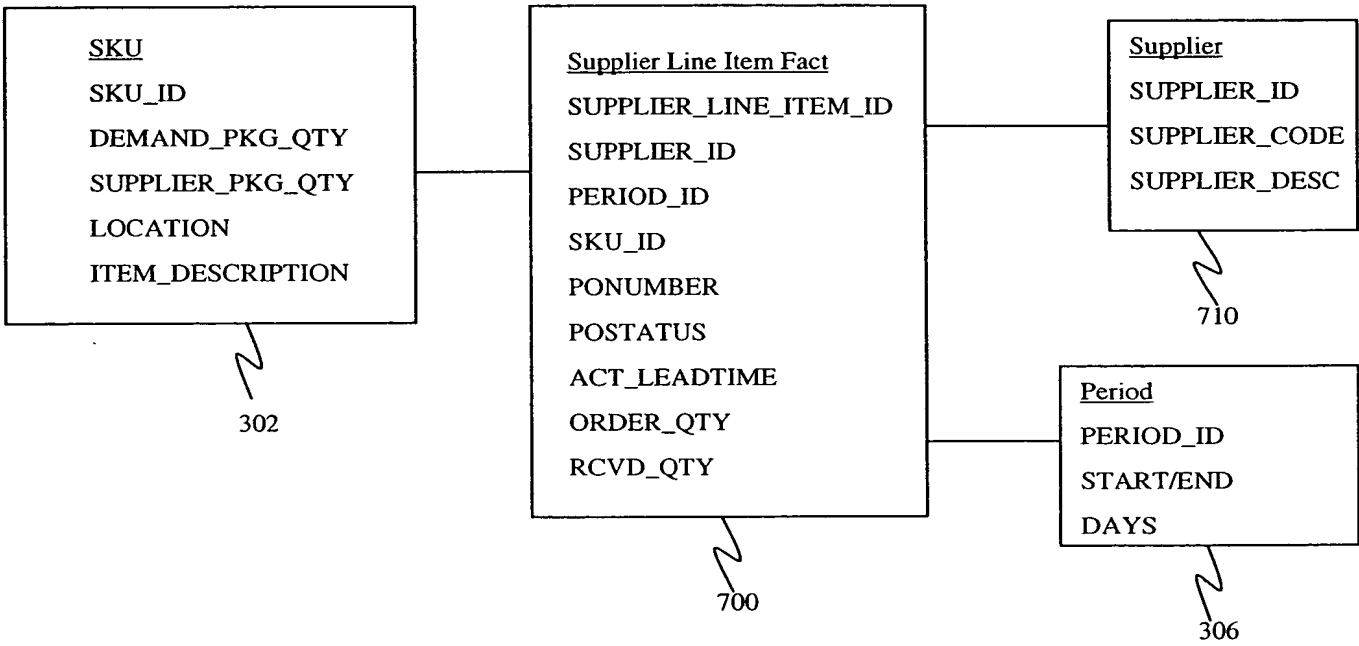 SKU
SKU_ID
DEMAND_PKG_QTY
SUPPLIER_PKG_QTY
LOCATION
ITEM_DESCRIPTION
302
Supplier Line Item Fact
SUPPLIER_LINE_ITEM_ID
SUPPLIER_ID
PERIOD_ID
SKU_ID
PONUMBER
POSTATUS
ACT_LEADTIME
ORDER_QTY
RCVD_QTY
700
Supplier
SUPPLIER_ID
SUPPLIER_CODE
SUPPLIER_DESC
710
Period
PERIOD_ID
START/END
DAYS
306